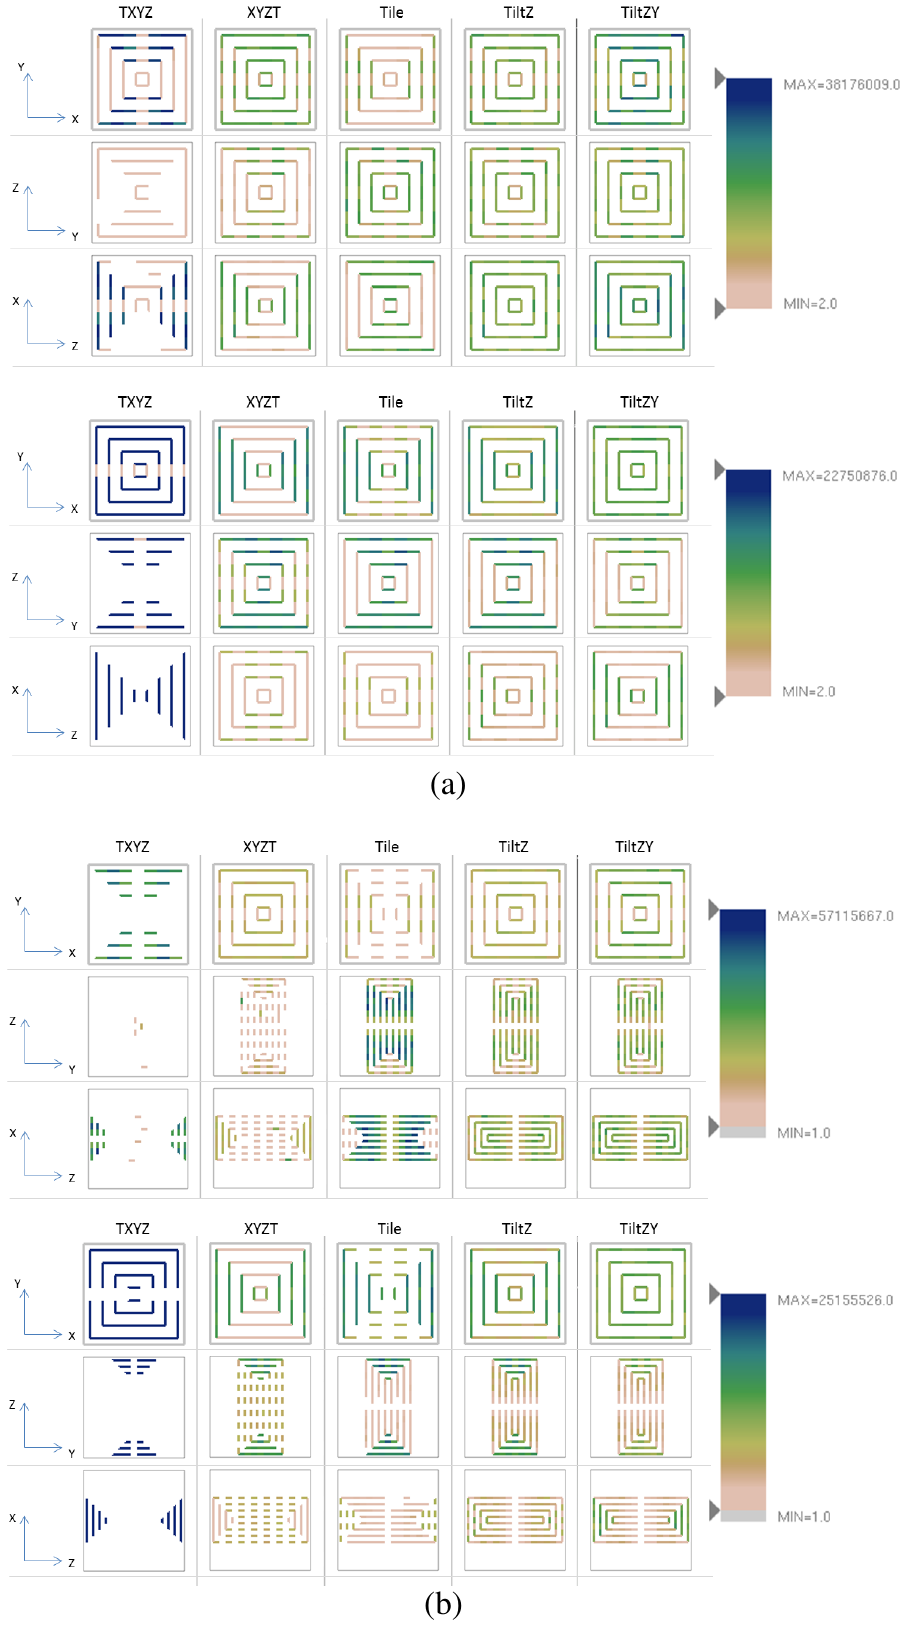 TXYZ XYZT Tile TiltZ TiltZY
Y
X
MAX=38176009.0
Z
Y
X
Z
MIN=2.0
TXYZ XYZT Tile TiltZ TiltZY
Y
X
MAX=22750876.0
Z
Y
X
Z
MIN=2.0
(a)
TXYZ XYZT Tile TiltZ TiltZY
Y
X
MAX=57115667.0
Z
Y
X
Z
MIN=1.0
TXYZ XYZT Tile TiltZ TiltZY
Y
X
MAX=25155526.0
Z
Y
X
Z
MIN=1.0
(b)